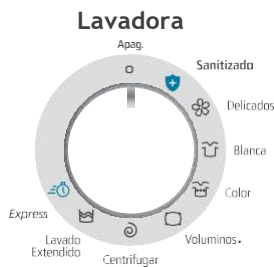 Lavadora
Apag.
Sanitizado
Delicados
Blanca
Color
Voluminos.
Centrifugar
Lavado
Extendido
Express